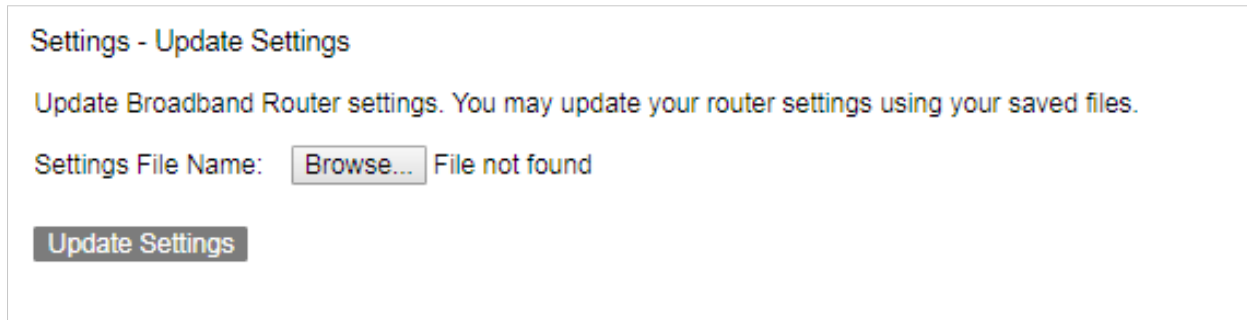 Settings - Update Settings
Update Broadband Router settings. You may update your router settings using your saved files.
Settings File Name: Browse... File not found
Update Settings